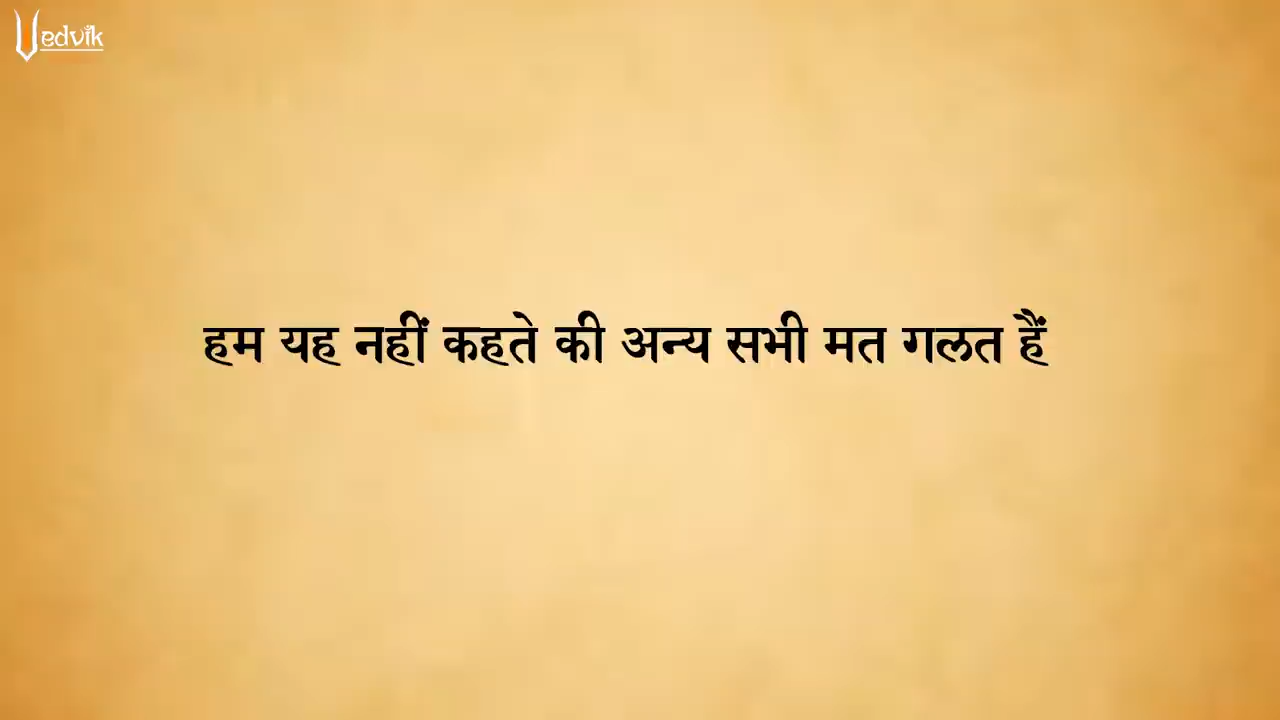 Vedvik
हम यह नहीं कहते की अन्य सभी मत गलत हैं